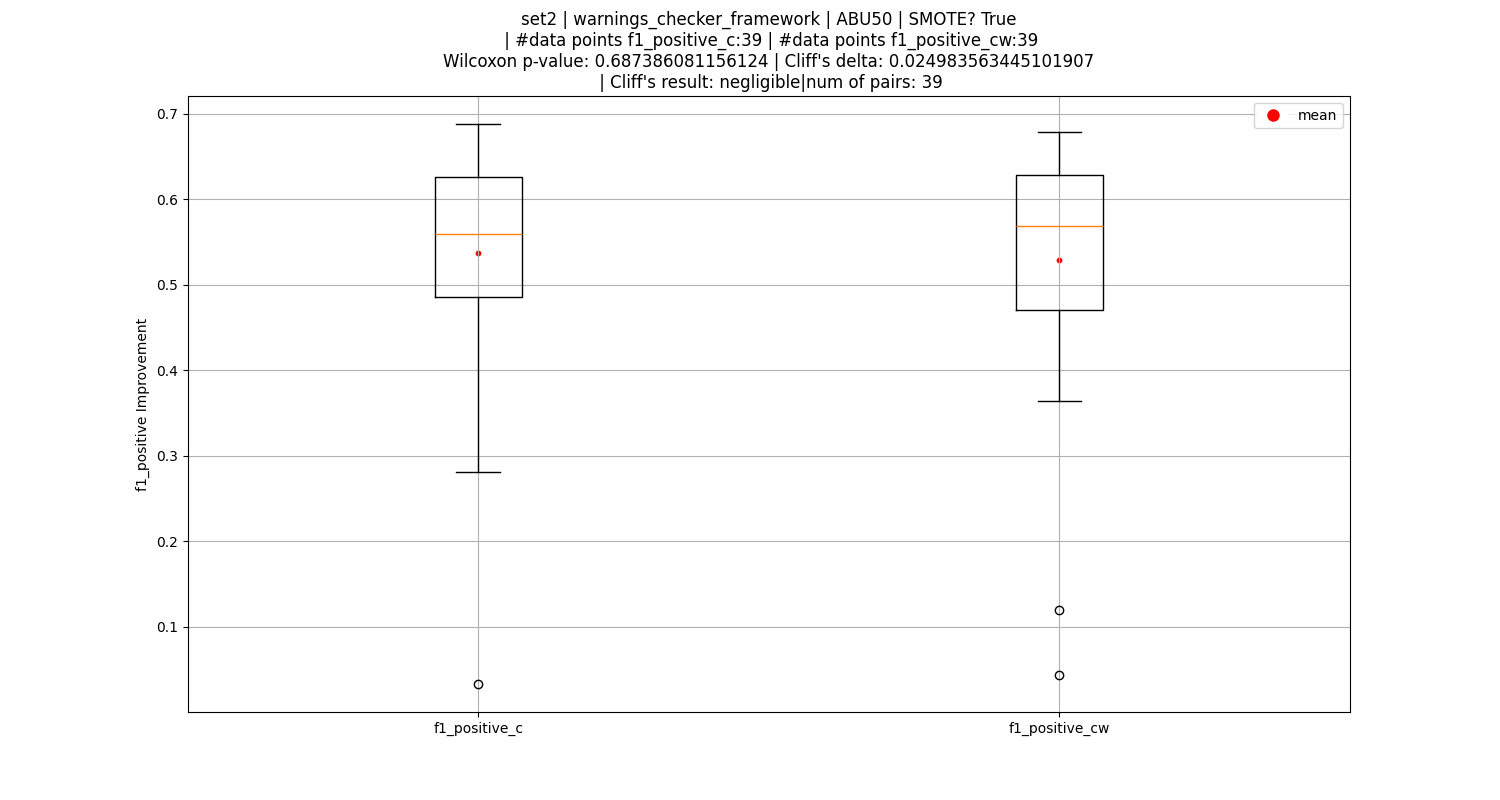 set2 | warnings_checker_framework | ABU50 | SMOTE? True
| #data points f1_positive_c:39 | #data points f1_positive_cw:39
Wilcoxon p-value: 0.687386081156124 | Cliff's delta: 0.024983563445101907
| Cliff's result: negligible|num of pairs: 39
mean
f1_positive Improvement
0.7
0.6
0.5
0.4
0.3
0.2
0.1
f1_positive_c
f1_positive_cw